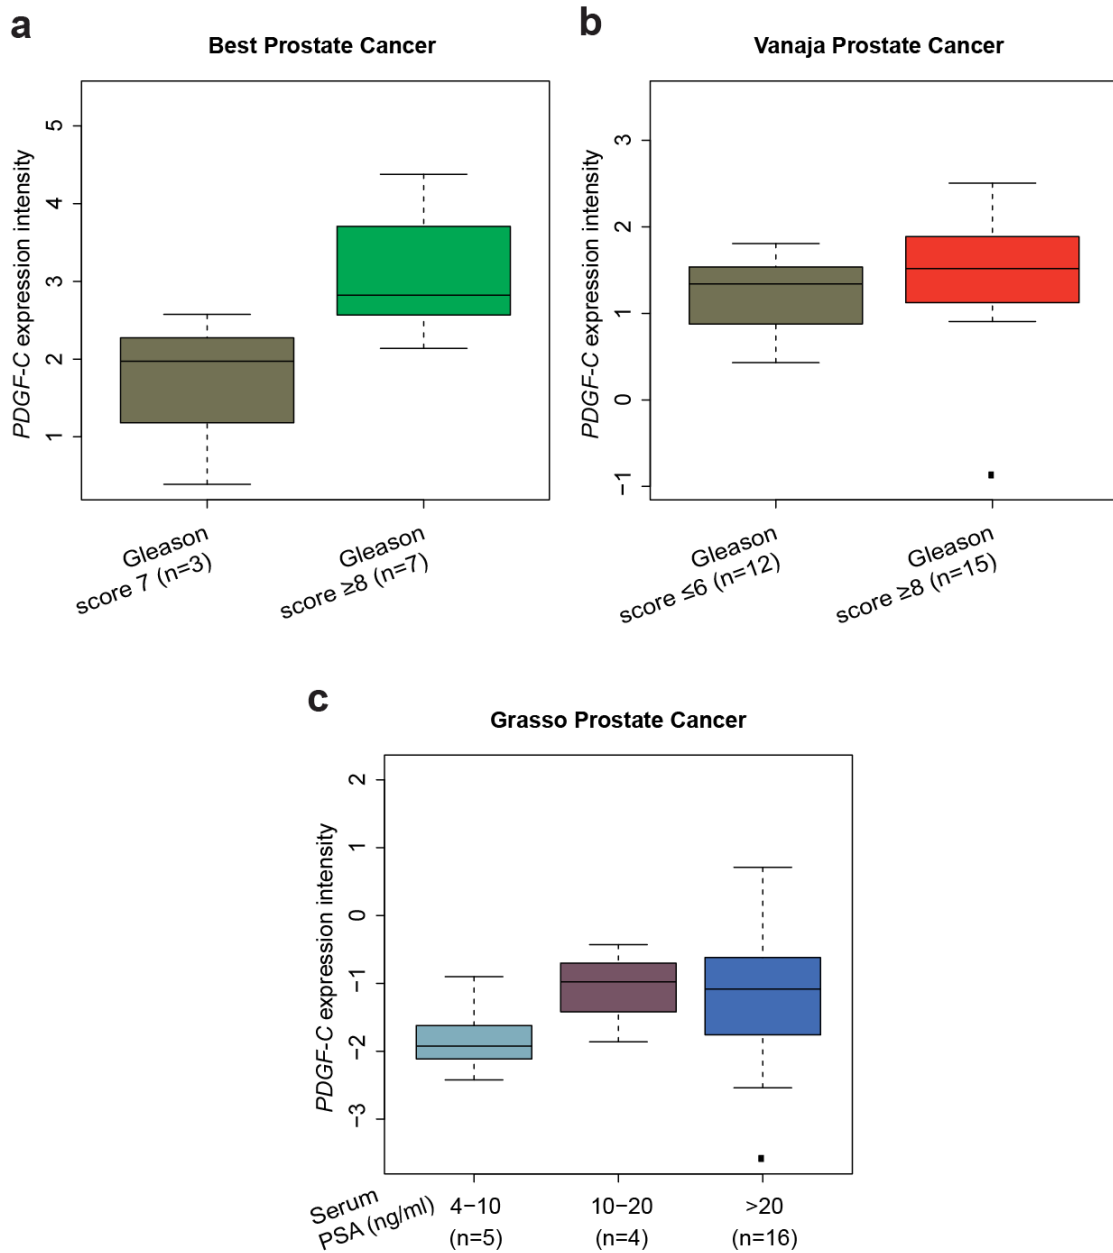 a
Best Prostate Cancer
PDGF-C expression intensity
5
4
3
2
1
Gleason
score 7 (n=3)
Gleason
score ≥8 (n=7)
b
Vanaja Prostate Cancer
PDGF-C expression intensity
3
2
1
0
−1
Gleason
score ≤6 (n=12)
Gleason
score ≥8 (n=15)
c
Grasso Prostate Cancer
PDGF-C expression intensity
2
1
0
−1
−2
−3
Serum
PSA (ng/ml)
4−10
(n=5)
10−20
(n=4)
>20
(n=16)